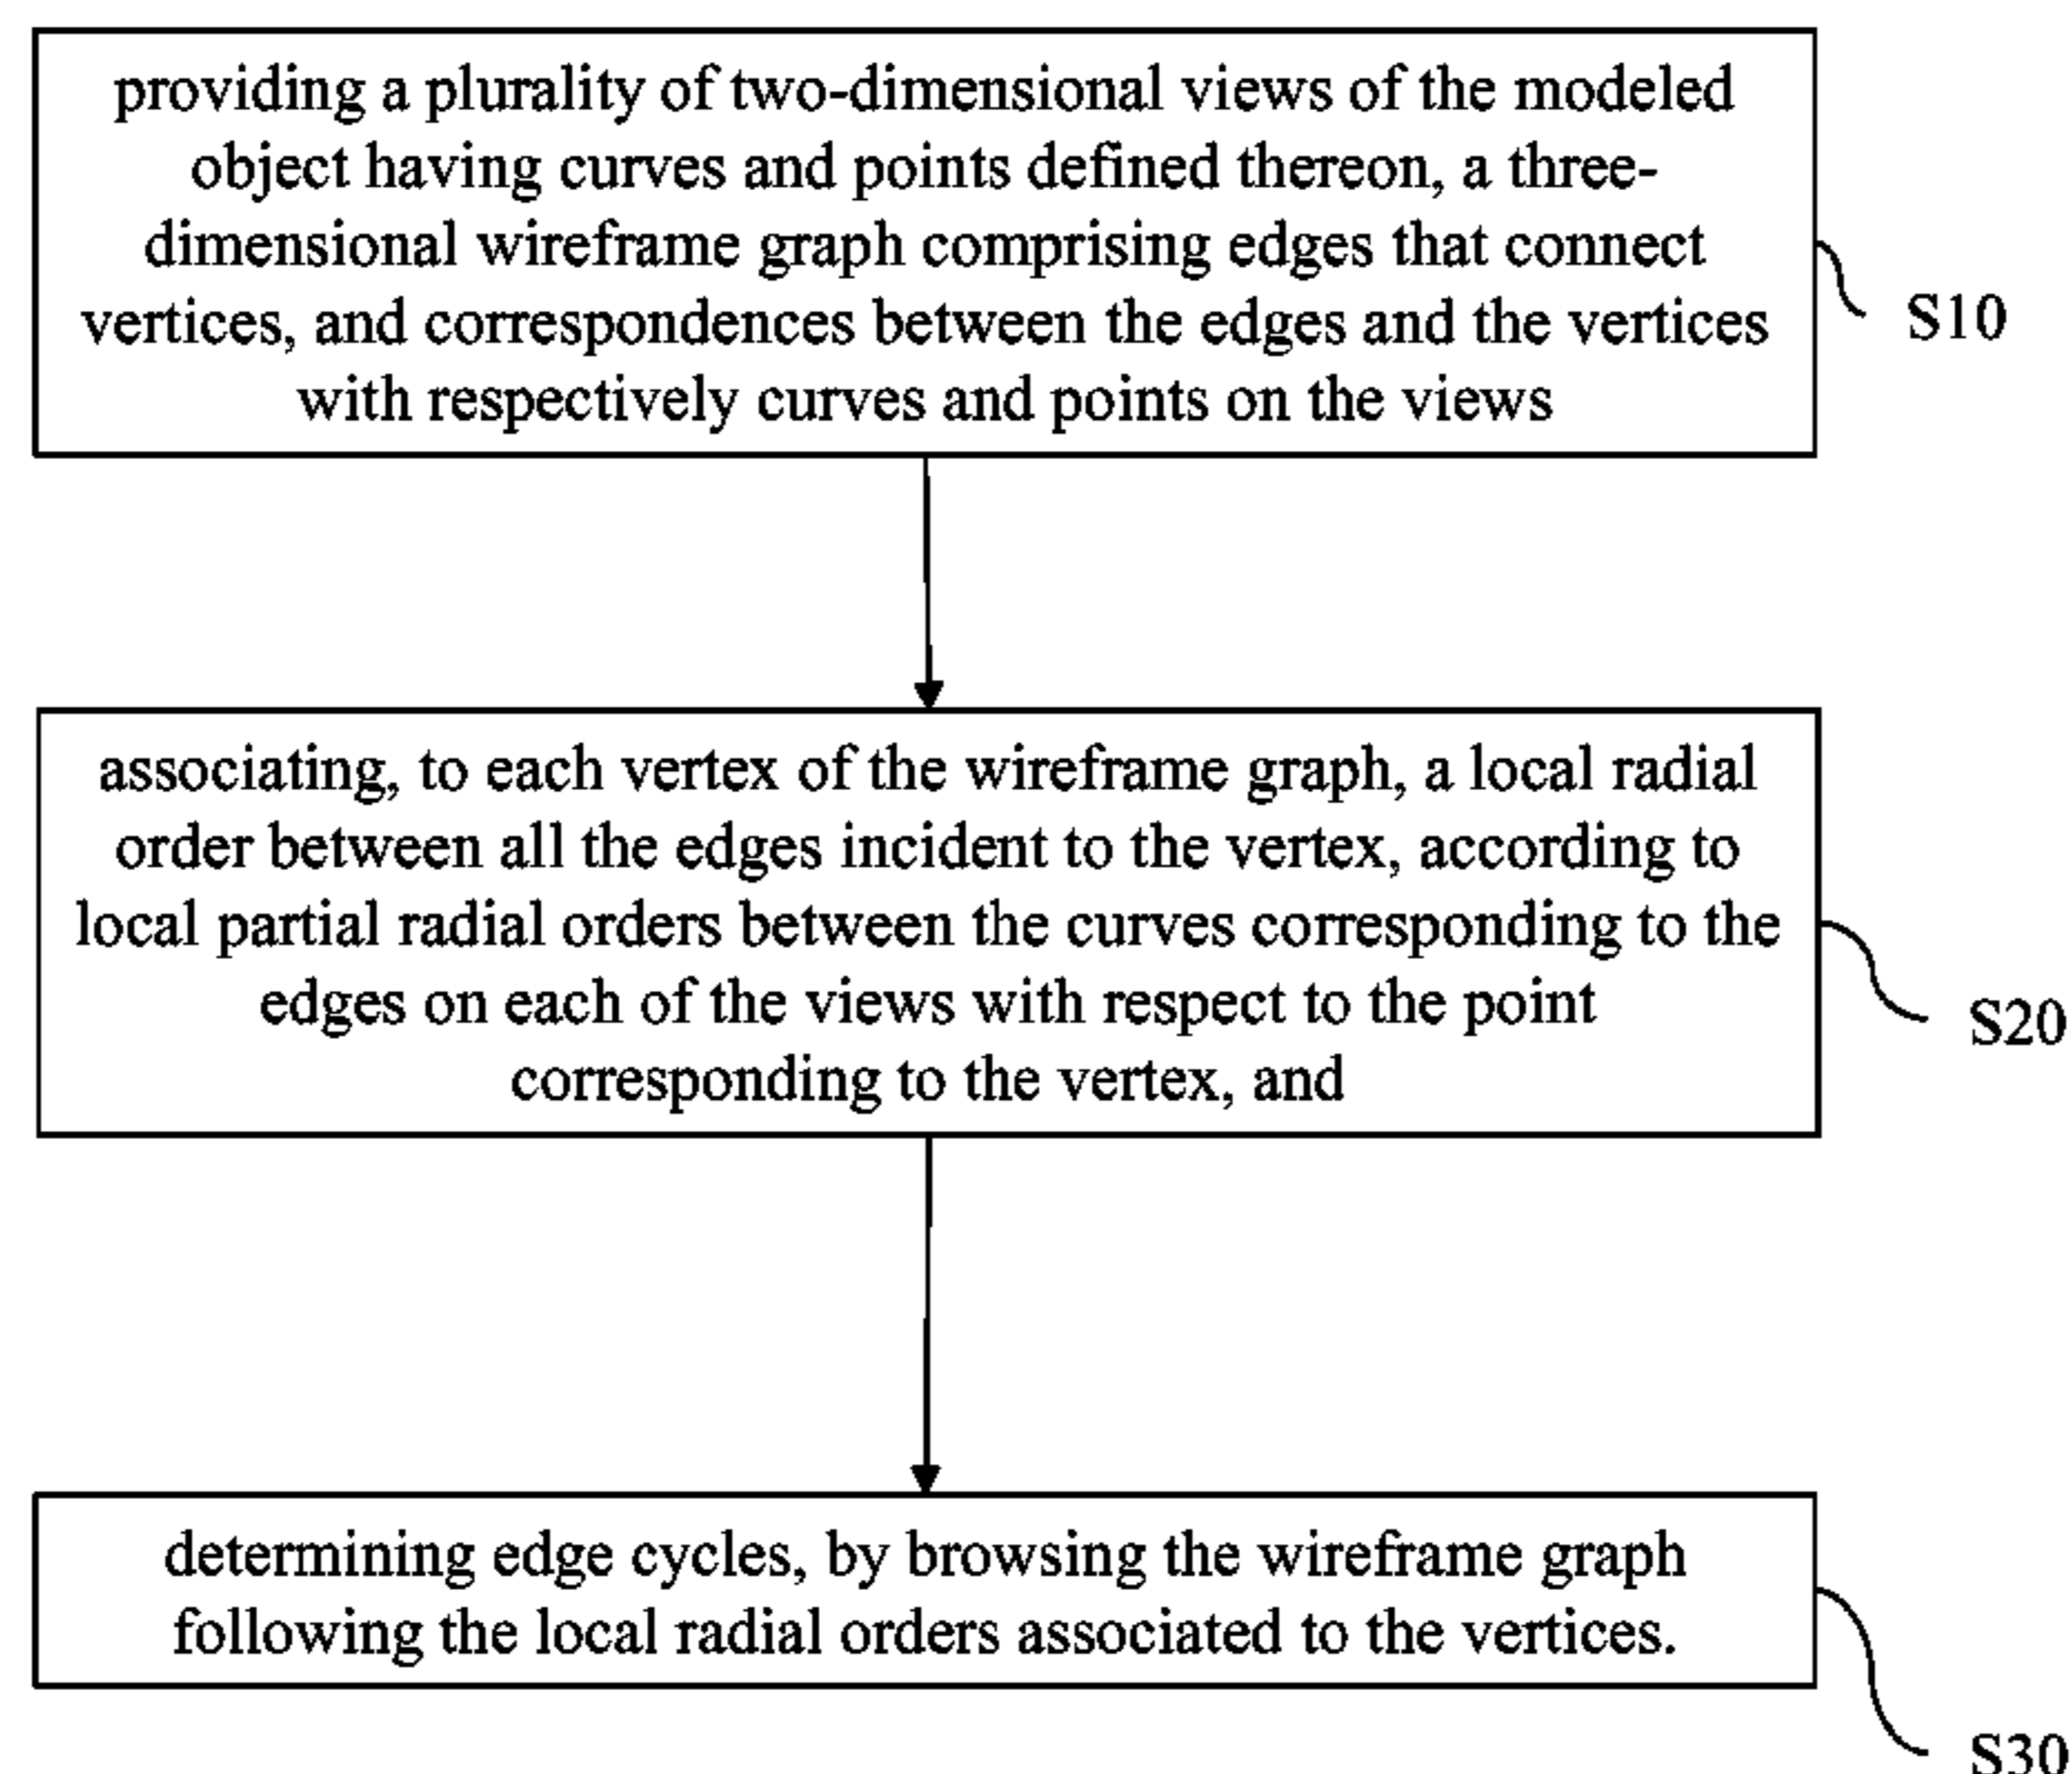 providing a plurality of two-dimensional views of the modeled
object having curves and points defined thereon, a three-
dimensional wireframe graph comprising edges that connect
vertices, and correspondences between the edges and the vertices
with respectively curves and points on the views
S10
associating, to each vertex of the wireframe graph, a local radial
order between all the edges incident to the vertex, according to
local partial radial orders between the curves corresponding to the
edges on each of the views with respect to the point
corresponding to the vertex, and
S20
determining edge cycles, by browsing the wireframe graph
following the local radial orders associated to the vertices.
S30